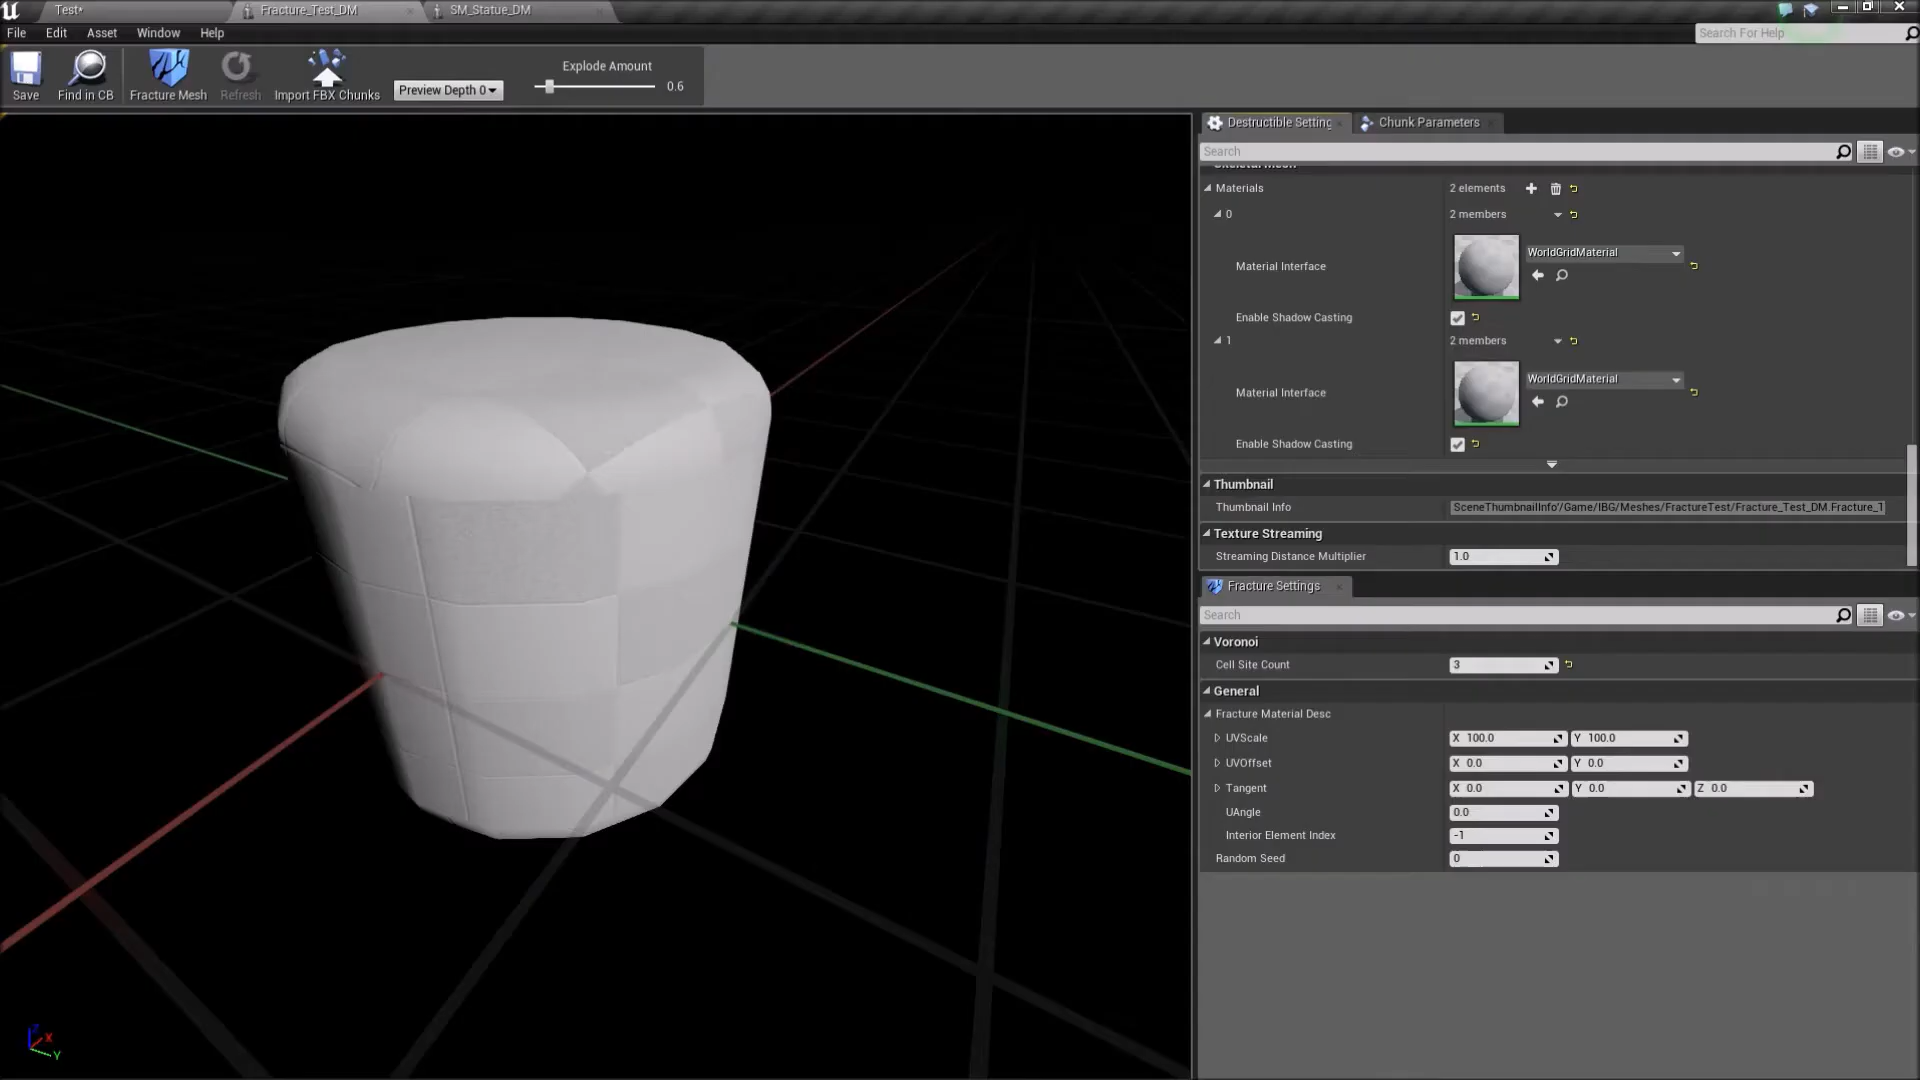 Test*
Fracture_Test_DM
SM_Statue_DM
File Edit Asset Window Help
Search For Help
Save
Find in CB
Fracture Mesh
Refresh
Import FBX Chunks
Preview Depth 0
Explode Amount
0.6
Destructible Setting
Chunk Parameters
Search
Skeletal Mesh
Materials 2 elements
0 2 members
Material Interface WorldGridMaterial
Enable Shadow Casting
1 2 members
Material Interface WorldGridMaterial
Enable Shadow Casting
Thumbnail
Thumbnail Info SceneThumbnailInfo'/Game/IBG/Meshes/FractureTest/Fracture_Test_DM.Fracture_T
Texture Streaming
Streaming Distance Multiplier 1.0
Fracture Settings
Search
Voronoi
Cell Site Count 3
General
Fracture Material Desc
UVScale X 100.0 Y 100.0
UVOffset X 0.0 Y 0.0
Tangent X 0.0 Y 0.0 Z 0.0
UAngle 0.0
Interior Element Index -1
Random Seed 0
Z
X
Y